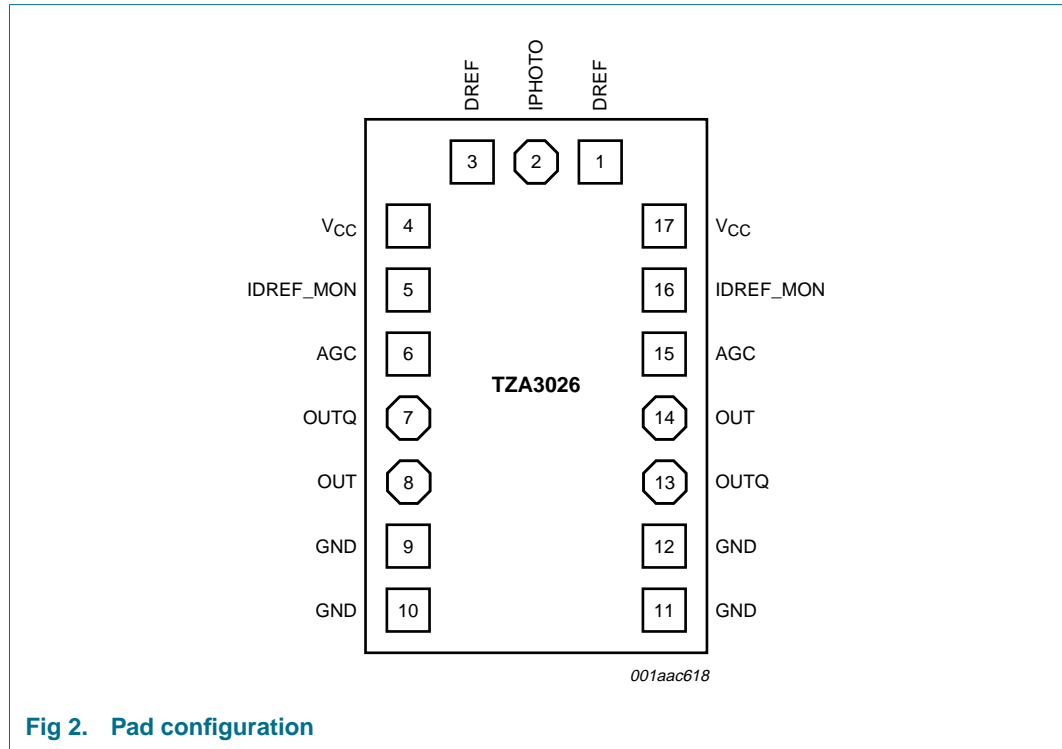 DREF IPHOTO DREF
3 2 1
VCC 4 17 VCC
IDREF_MON 5 16 IDREF_MON
AGC 6 15 AGC
TZA3026
OUTQ 7 14 OUT
OUT 8 13 OUTQ
GND 9 12 GND
GND 10 11 GND
001aac618
Fig 2. Pad configuration